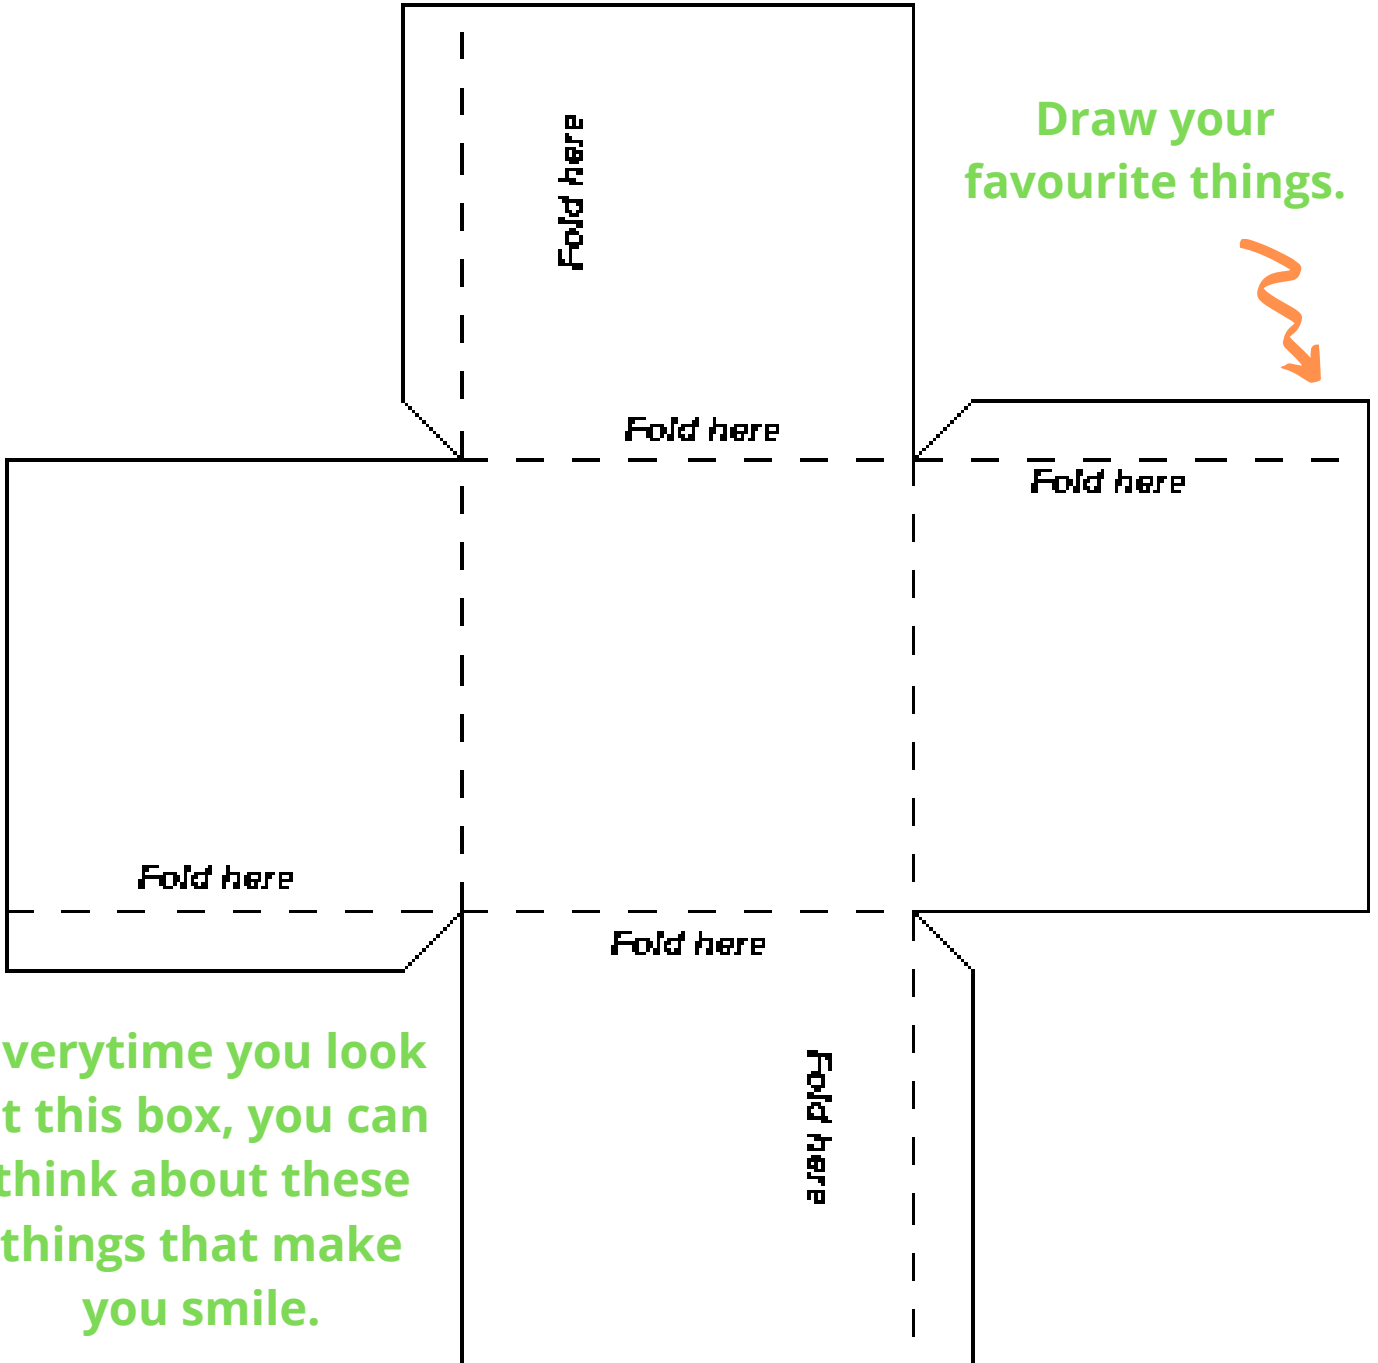 Fold here
Draw your
favourite things.
Fold here
Fold here
Fold here
Fold here
Fold here
verytime you look
t this box, you can
think about these
things that make
you smile.